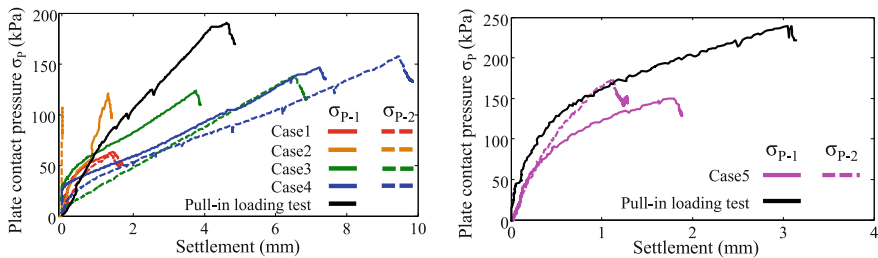 Plate contact pressure σP (kPa)
200
150
100
50
0
0
2
4
6
8
10
Settlement (mm)
σP-1 σP-2
Case1
Case2
Case3
Case4
Pull-in loading test
Plate contact pressure σP (kPa)
250
200
150
100
50
0
0
1
2
3
4
Settlement (mm)
σP-1 σP-2
Case5
Pull-in loading test